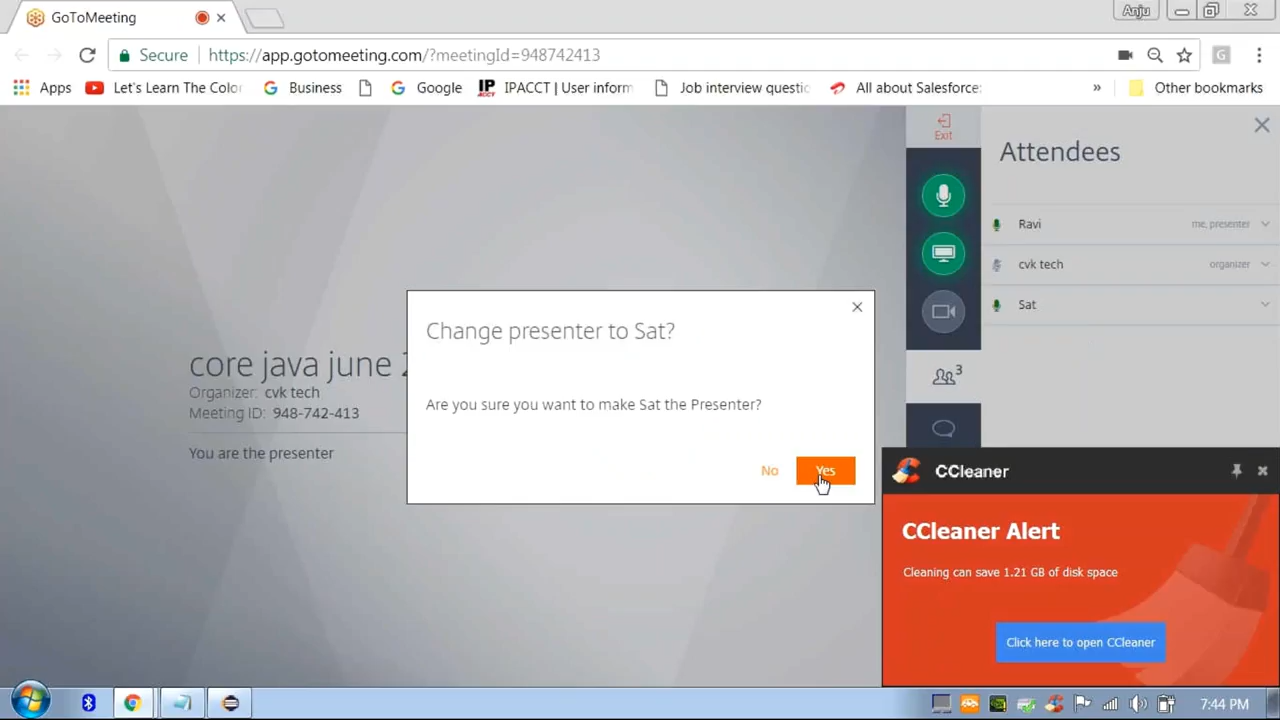 GoToMeeting
Anju
Secure
https://app.gotomeeting.com/?meetingId=948742413
Apps
Let's Learn The Color
Business
Google
IPACCT | User inform
Job interview questic
All about Salesforce:
»
Other bookmarks
Exit
Attendees
Ravi
me, presenter
cvk tech
organizer
Sat
3
core java june 2
Organizer: cvk tech
Meeting ID: 948-742-413
You are the presenter
Change presenter to Sat?
Are you sure you want to make Sat the Presenter?
No
Yes
CCleaner
CCleaner Alert
Cleaning can save 1.21 GB of disk space
Click here to open CCleaner
7:44 PM